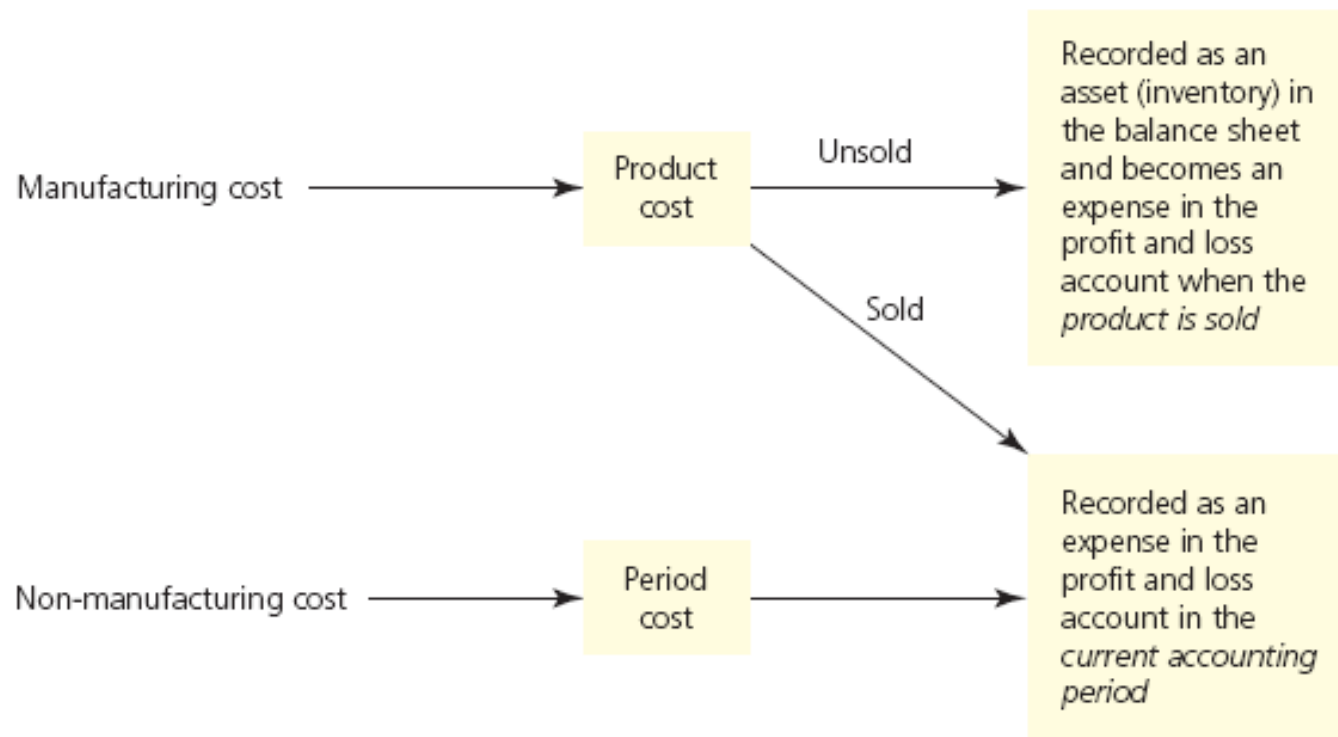 Manufacturing cost
Product
cost
Unsold
Recorded as an
asset (inventory) in
the balance sheet
and becomes an
expense in the
profit and loss
account when the
product is sold
Sold
Non-manufacturing cost
Period
cost
Recorded as an
expense in the
profit and loss
account in the
current accounting
period